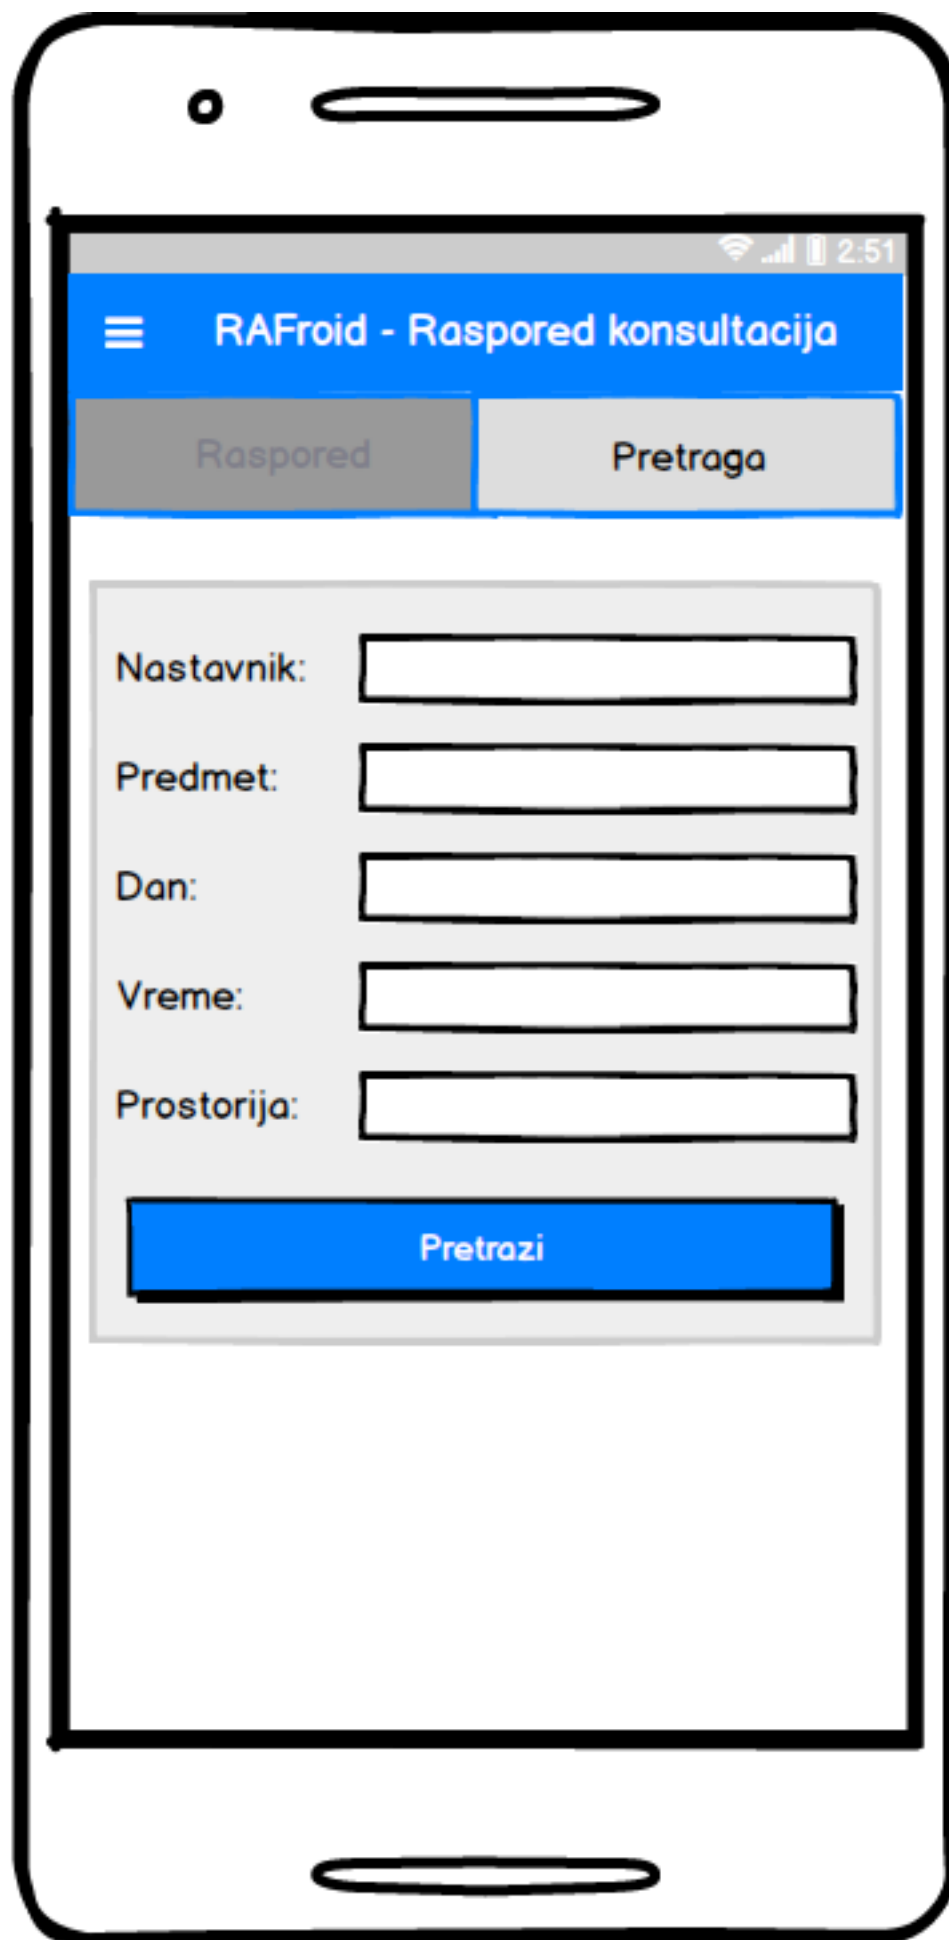 2:51
RAFroid - Raspored konsultacija
Raspored
Pretraga
Nastavnik:
Predmet:
Dan:
Vreme:
Prostorija:
Pretrazi